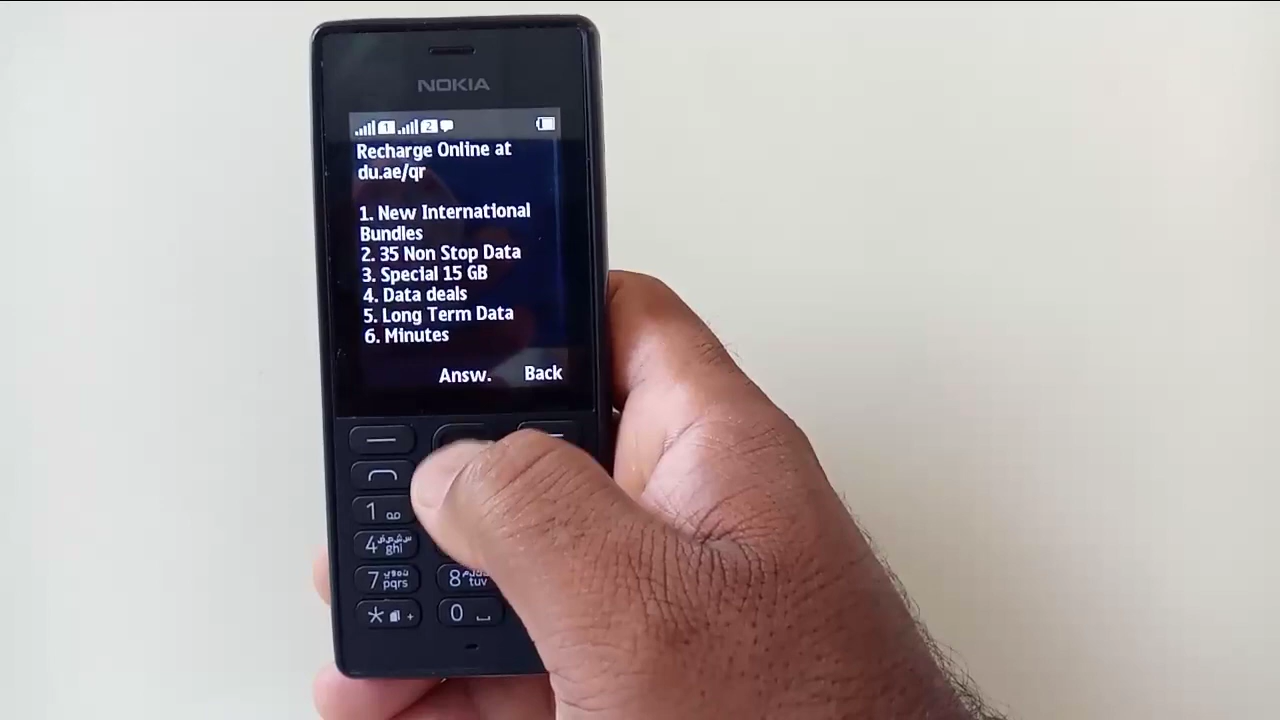 NOKIA
1 2
Recharge Online at
du.ae/qr
1. New International
Bundles
2. 35 Non Stop Data
3. Special 15 GB
4. Data deals
5. Long Term Data
6. Minutes
Answ. Back
1
4 ghi
7 pqrs 8 tuv
* + 0